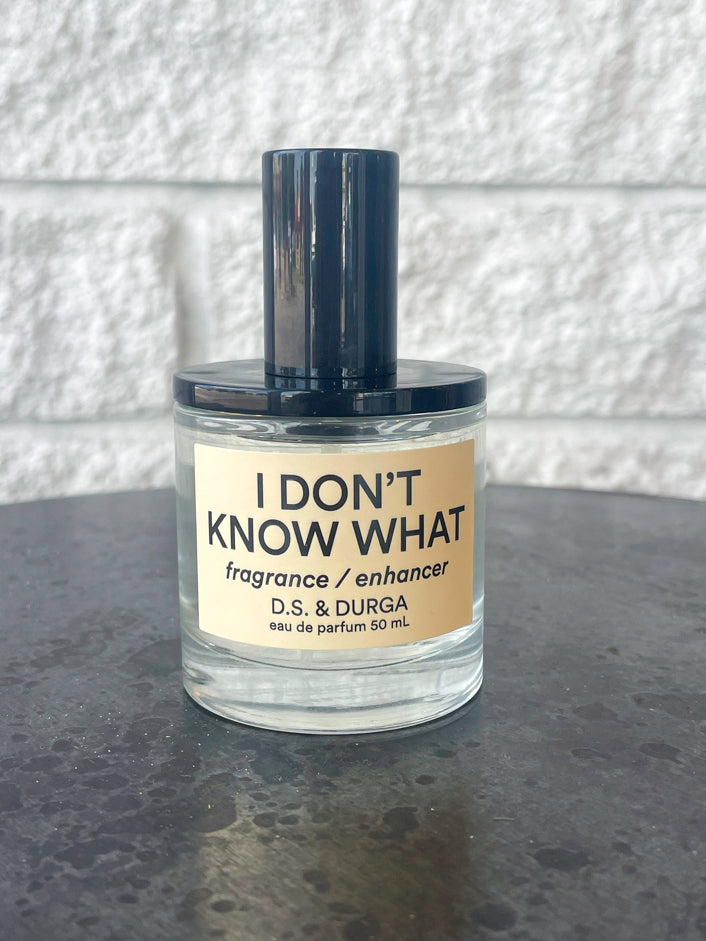 I DON'T
KNOW WHAT
fragrance / enhancer
D.S. & DURGA
eau de parfum 50 mL